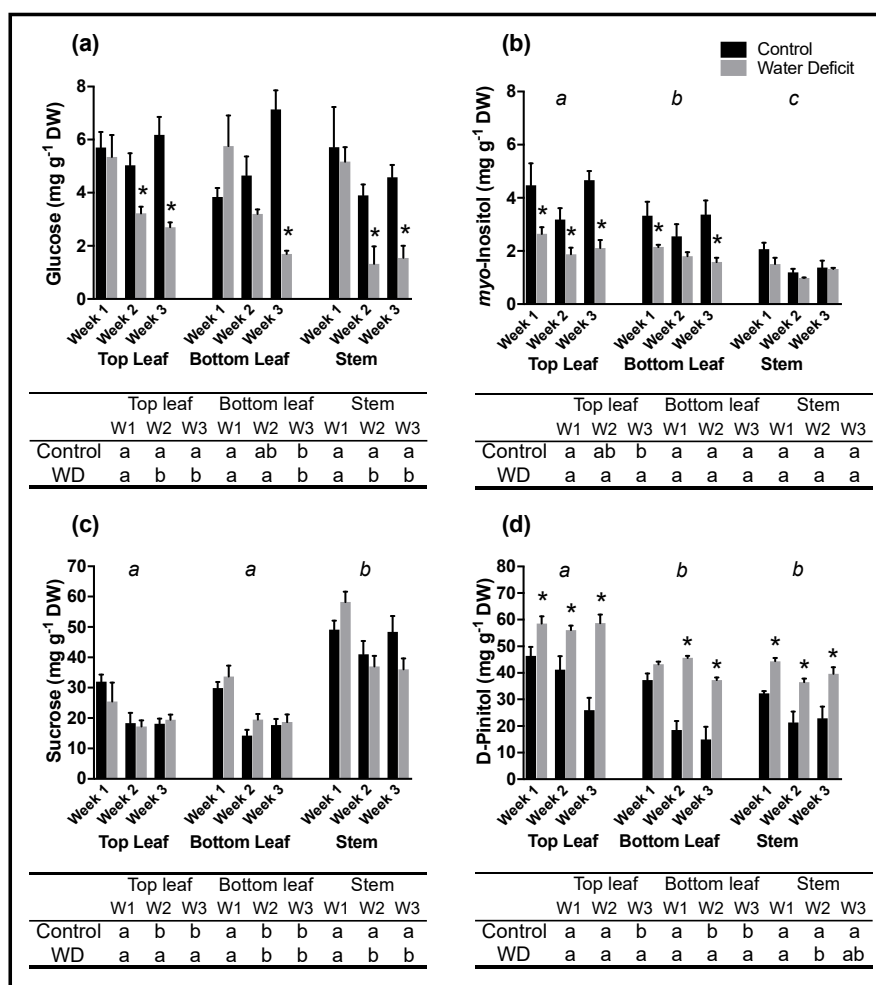 (a)
8
6
4
2
0
Glucose (mg g-1 DW)
*
*
*
*
*
Week 1
Week 2
Week 3
Week 1
Week 2
Week 3
Week 1
Week 2
Week 3
Top Leaf Bottom Leaf Stem
Top leaf Bottom leaf Stem
W1 W2 W3 W1 W2 W3 W1 W2 W3
Control a a a a ab b a a a
WD a b b a a b a b b
(b)
Control
Water Deficit
8
6
4
2
0
myo-Inositol (mg g-1 DW)
a b c
*
*
*
*
*
Week 1
Week 2
Week 3
Week 1
Week 2
Week 3
Week 1
Week 2
Week 3
Top Leaf Bottom Leaf Stem
Top leaf Bottom leaf Stem
W1 W2 W3 W1 W2 W3 W1 W2 W3
Control a ab b a a a a a a
WD a a a a a a a a a
(c)
70
60
50
40
30
20
10
0
Sucrose (mg g-1 DW)
a a b
Week 1
Week 2
Week 3
Week 1
Week 2
Week 3
Week 1
Week 2
Week 3
Top Leaf Bottom Leaf Stem
Top leaf Bottom leaf Stem
W1 W2 W3 W1 W2 W3 W1 W2 W3
Control a b b a b b a a a
WD a a a a b b a b b
(d)
80
70
60
50
40
30
20
10
0
D-Pinitol (mg g-1 DW)
a b b
*
*
*
*
*
*
*
*
Week 1
Week 2
Week 3
Week 1
Week 2
Week 3
Week 1
Week 2
Week 3
Top Leaf Bottom Leaf Stem
Top leaf Bottom leaf Stem
W1 W2 W3 W1 W2 W3 W1 W2 W3
Control a a b a b b a a a
WD a a a a a a a b ab